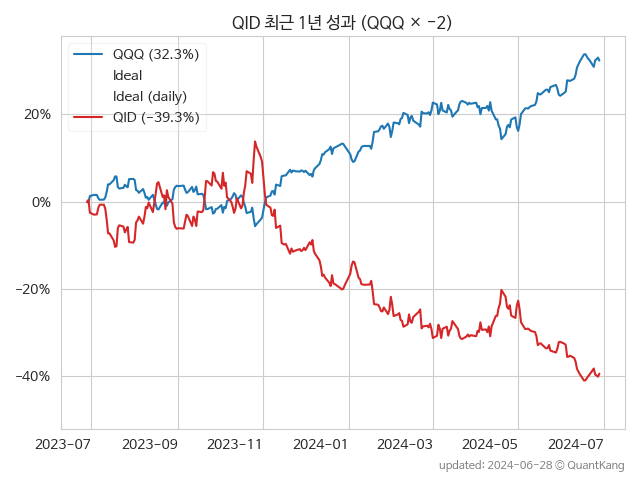 QID 최근 1년 성과 (QQQ × −2)
QQQ (32.3%)
Ideal
Ideal (daily)
QID (−39.3%)
20%
0%
−20%
−40%
2023−07
2023−09
2023−11
2024−01
2024−03
2024−05
2024−07
updated: 2024−06−28 © QuantKang